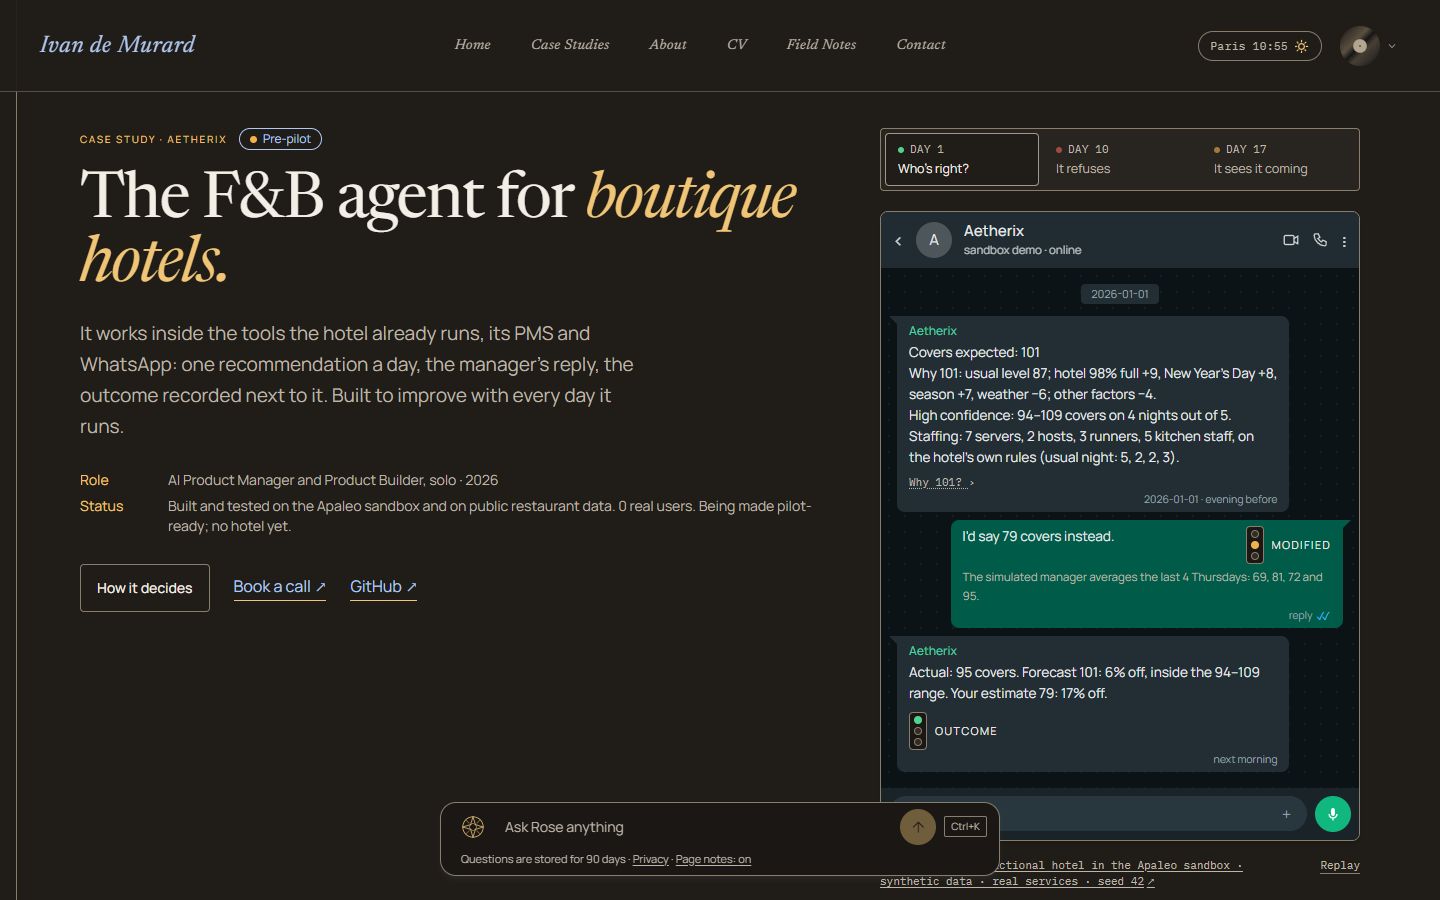 Ivan de Murard
Home Case Studies About CV Field Notes Contact
Paris 10:55
CASE STUDY · AETHERIX Pre-pilot
The F&B agent for boutique
hotels.
It works inside the tools the hotel already runs, its PMS and
WhatsApp: one recommendation a day, the manager's reply, the
outcome recorded next to it. Built to improve with every day it
runs.
Role AI Product Manager and Product Builder, solo · 2026
Status Built and tested on the Apaleo sandbox and on public restaurant data. 0 real users. Being made pilot-
ready; no hotel yet.
How it decides Book a call ↗ GitHub ↗
DAY 1 DAY 10 DAY 17
Who's right? It refuses It sees it coming
A
Aetherix
sandbox demo · online
2026-01-01
Aetherix
Covers expected: 101
Why 101: usual level 87; hotel 98% full +9, New Year's Day +8,
season +7, weather −6; other factors −4.
High confidence: 94–109 covers on 4 nights out of 5.
Staffing: 7 servers, 2 hosts, 3 runners, 5 kitchen staff, on
the hotel's own rules (usual night: 5, 2, 2, 3).
Why 101? ›
2026-01-01 · evening before
I'd say 79 covers instead. MODIFIED
The simulated manager averages the last 4 Thursdays: 69, 81, 72 and
95.
reply
Aetherix
Actual: 95 covers. Forecast 101: 6% off, inside the 94–109
range. Your estimate 79: 17% off.
OUTCOME
next morning
+
Ask Rose anything Ctrl+K
Questions are stored for 90 days · Privacy · Page notes: on
hotel in the Apaleo sandbox · Replay
synthetic data · real services · seed 42 ↗